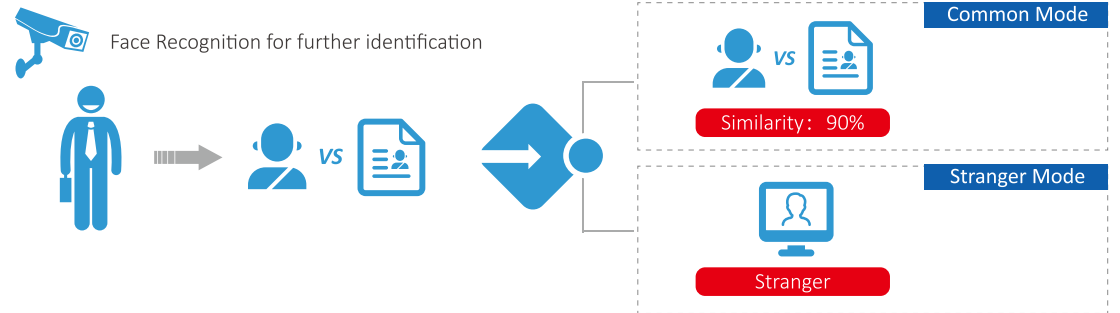 Face Recognition for further identification
VS
Common Mode
VS
Similarity: 90%
Stranger Mode
Stranger